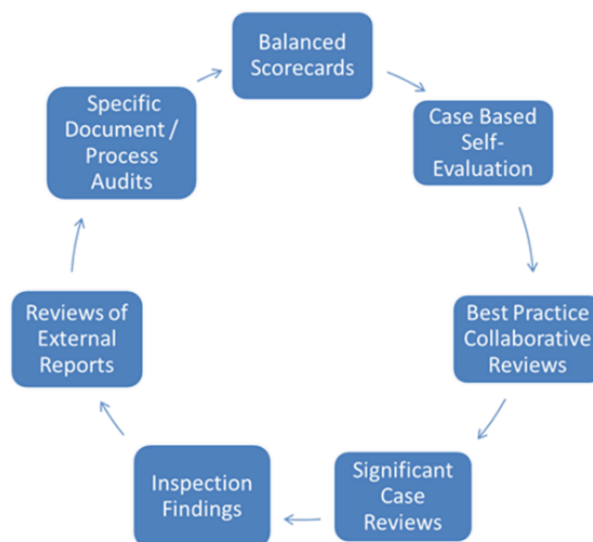 Balanced
Scorecards
Case Based
Self-
Evaluation
Best Practice
Collaborative
Reviews
Significant
Case
Reviews
Inspection
Findings
Reviews of
External
Reports
Specific
Document /
Process
Audits